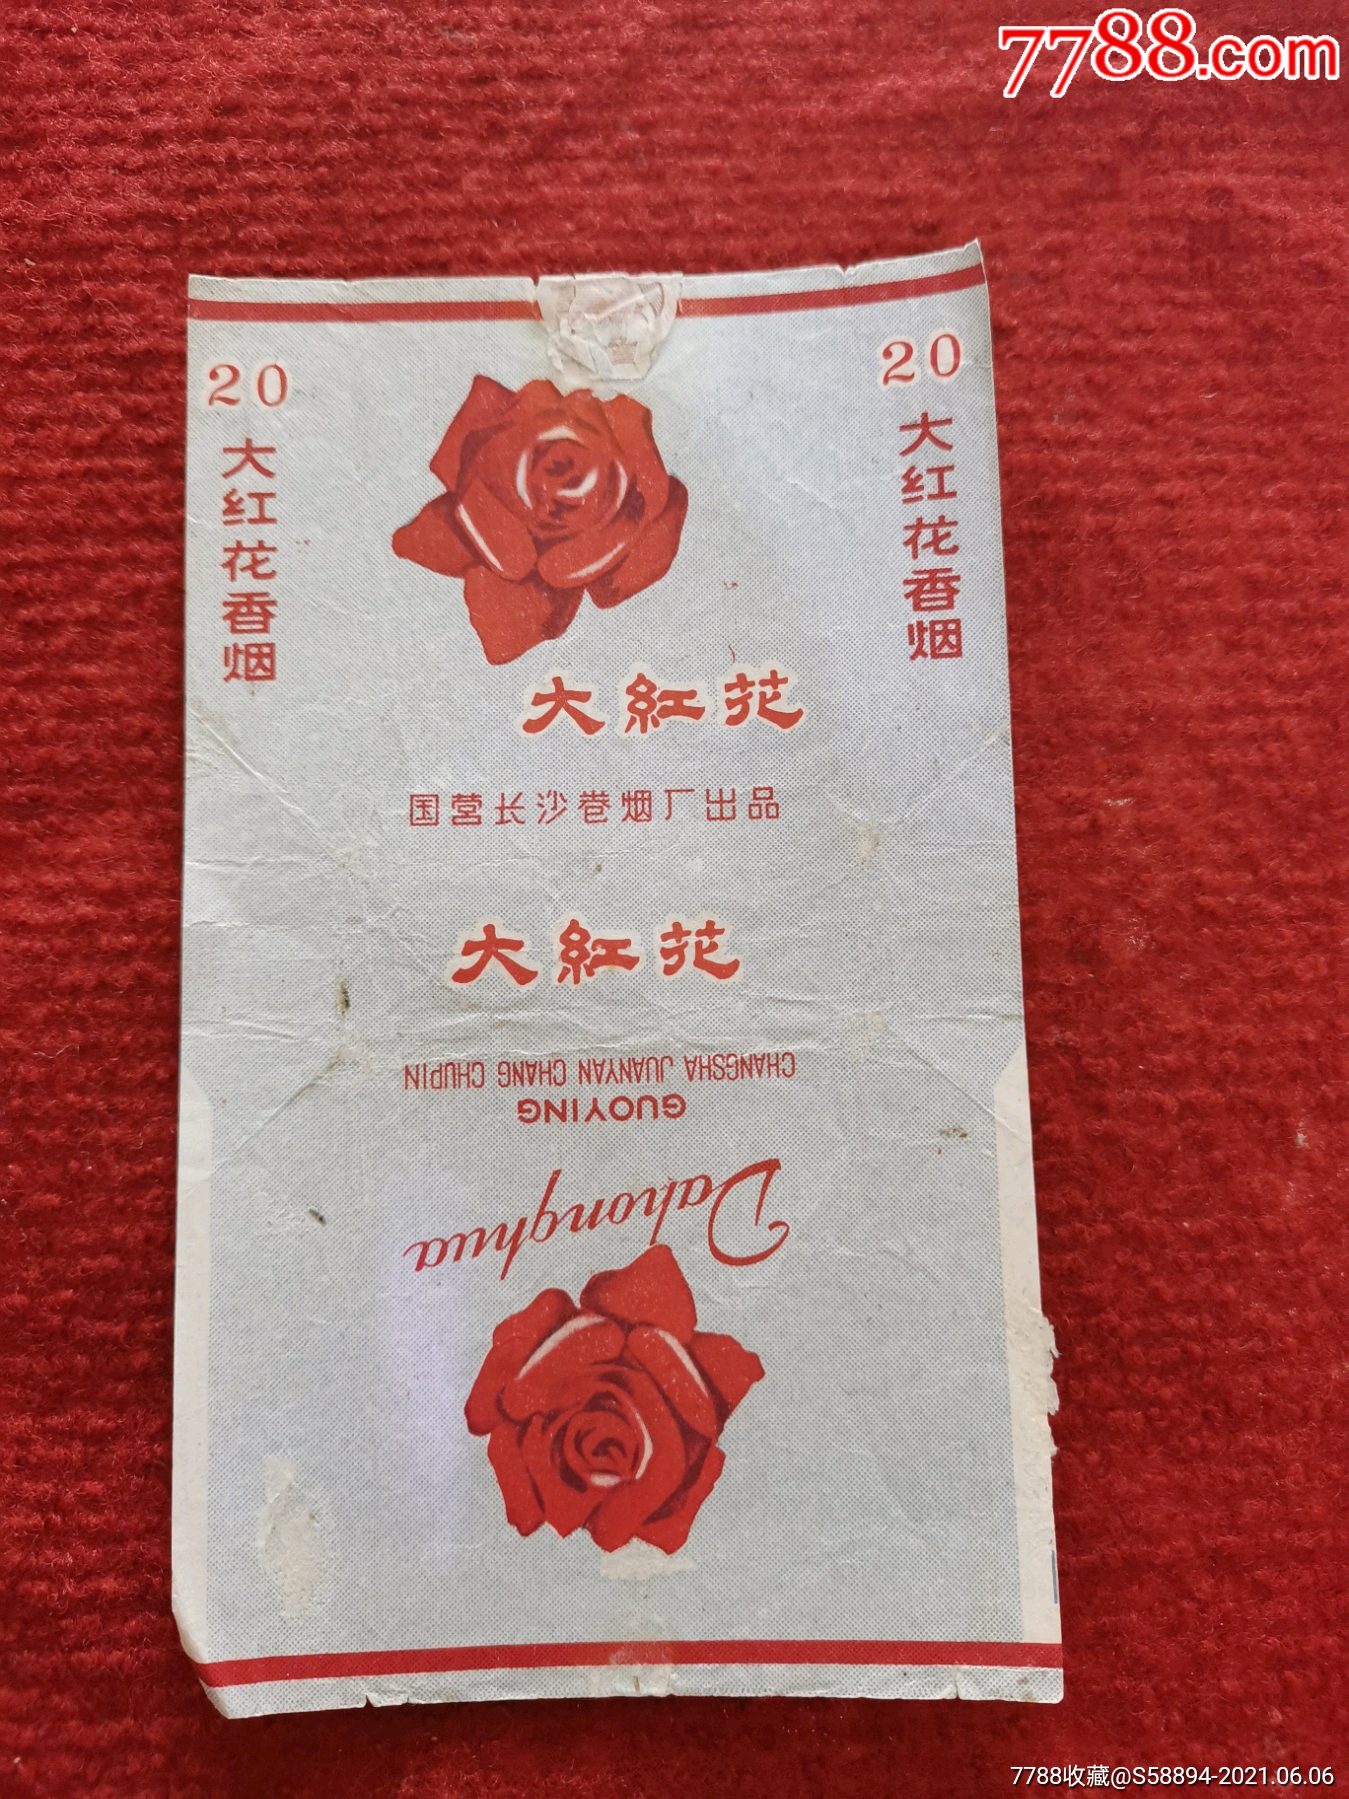 7788.com
20
大红花香烟
20
大红花香烟
大紅花
国营长沙卷烟厂出品
大紅花
CHANGSHA JUANYAN CHANG CHUPIN
GUOYING
Dahonghua
7788收藏@S58894-2021.06.06